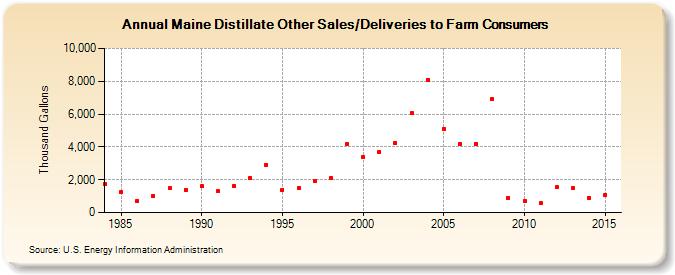 Annual Maine Distillate Other Sales/Deliveries to Farm Consumers
Thousand Gallons
10,000
8,000
6,000
4,000
2,000
0
1985 1990 1995 2000 2005 2010 2015
Source: U.S. Energy Information Administration